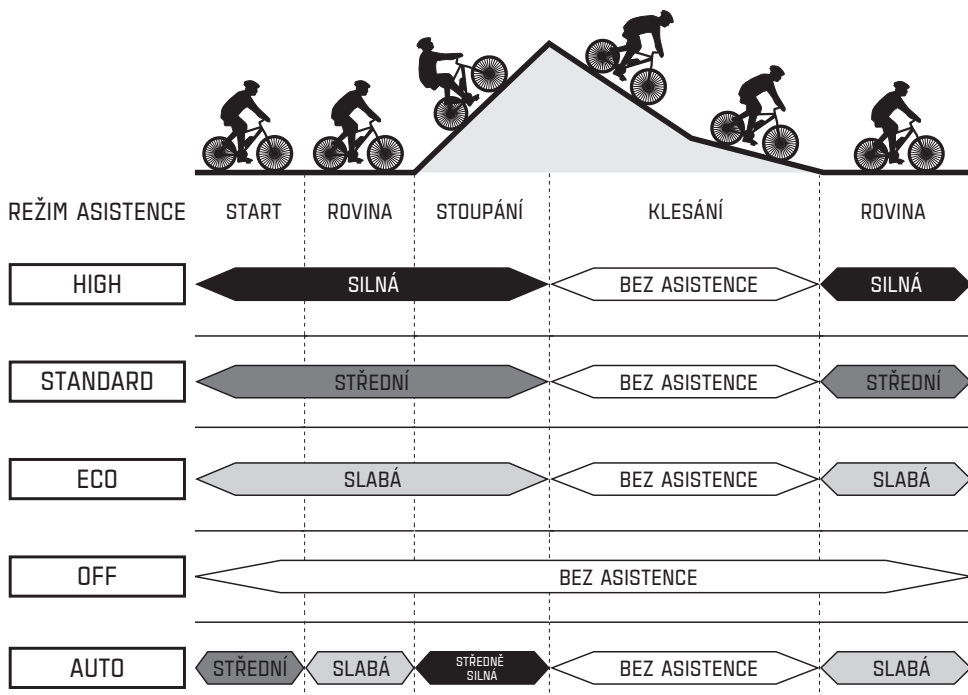 REŽIM ASISTENCE START ROVINA STOUPÁNÍ KLESÁNÍ ROVINA
HIGH SILNÁ BEZ ASISTENCE SILNÁ
STANDARD STŘEDNÍ BEZ ASISTENCE STŘEDNÍ
ECO SLABÁ BEZ ASISTENCE SLABÁ
OFF BEZ ASISTENCE
AUTO STŘEDNÍ SLABÁ STŘEDNĚ SILNÁ BEZ ASISTENCE SLABÁ